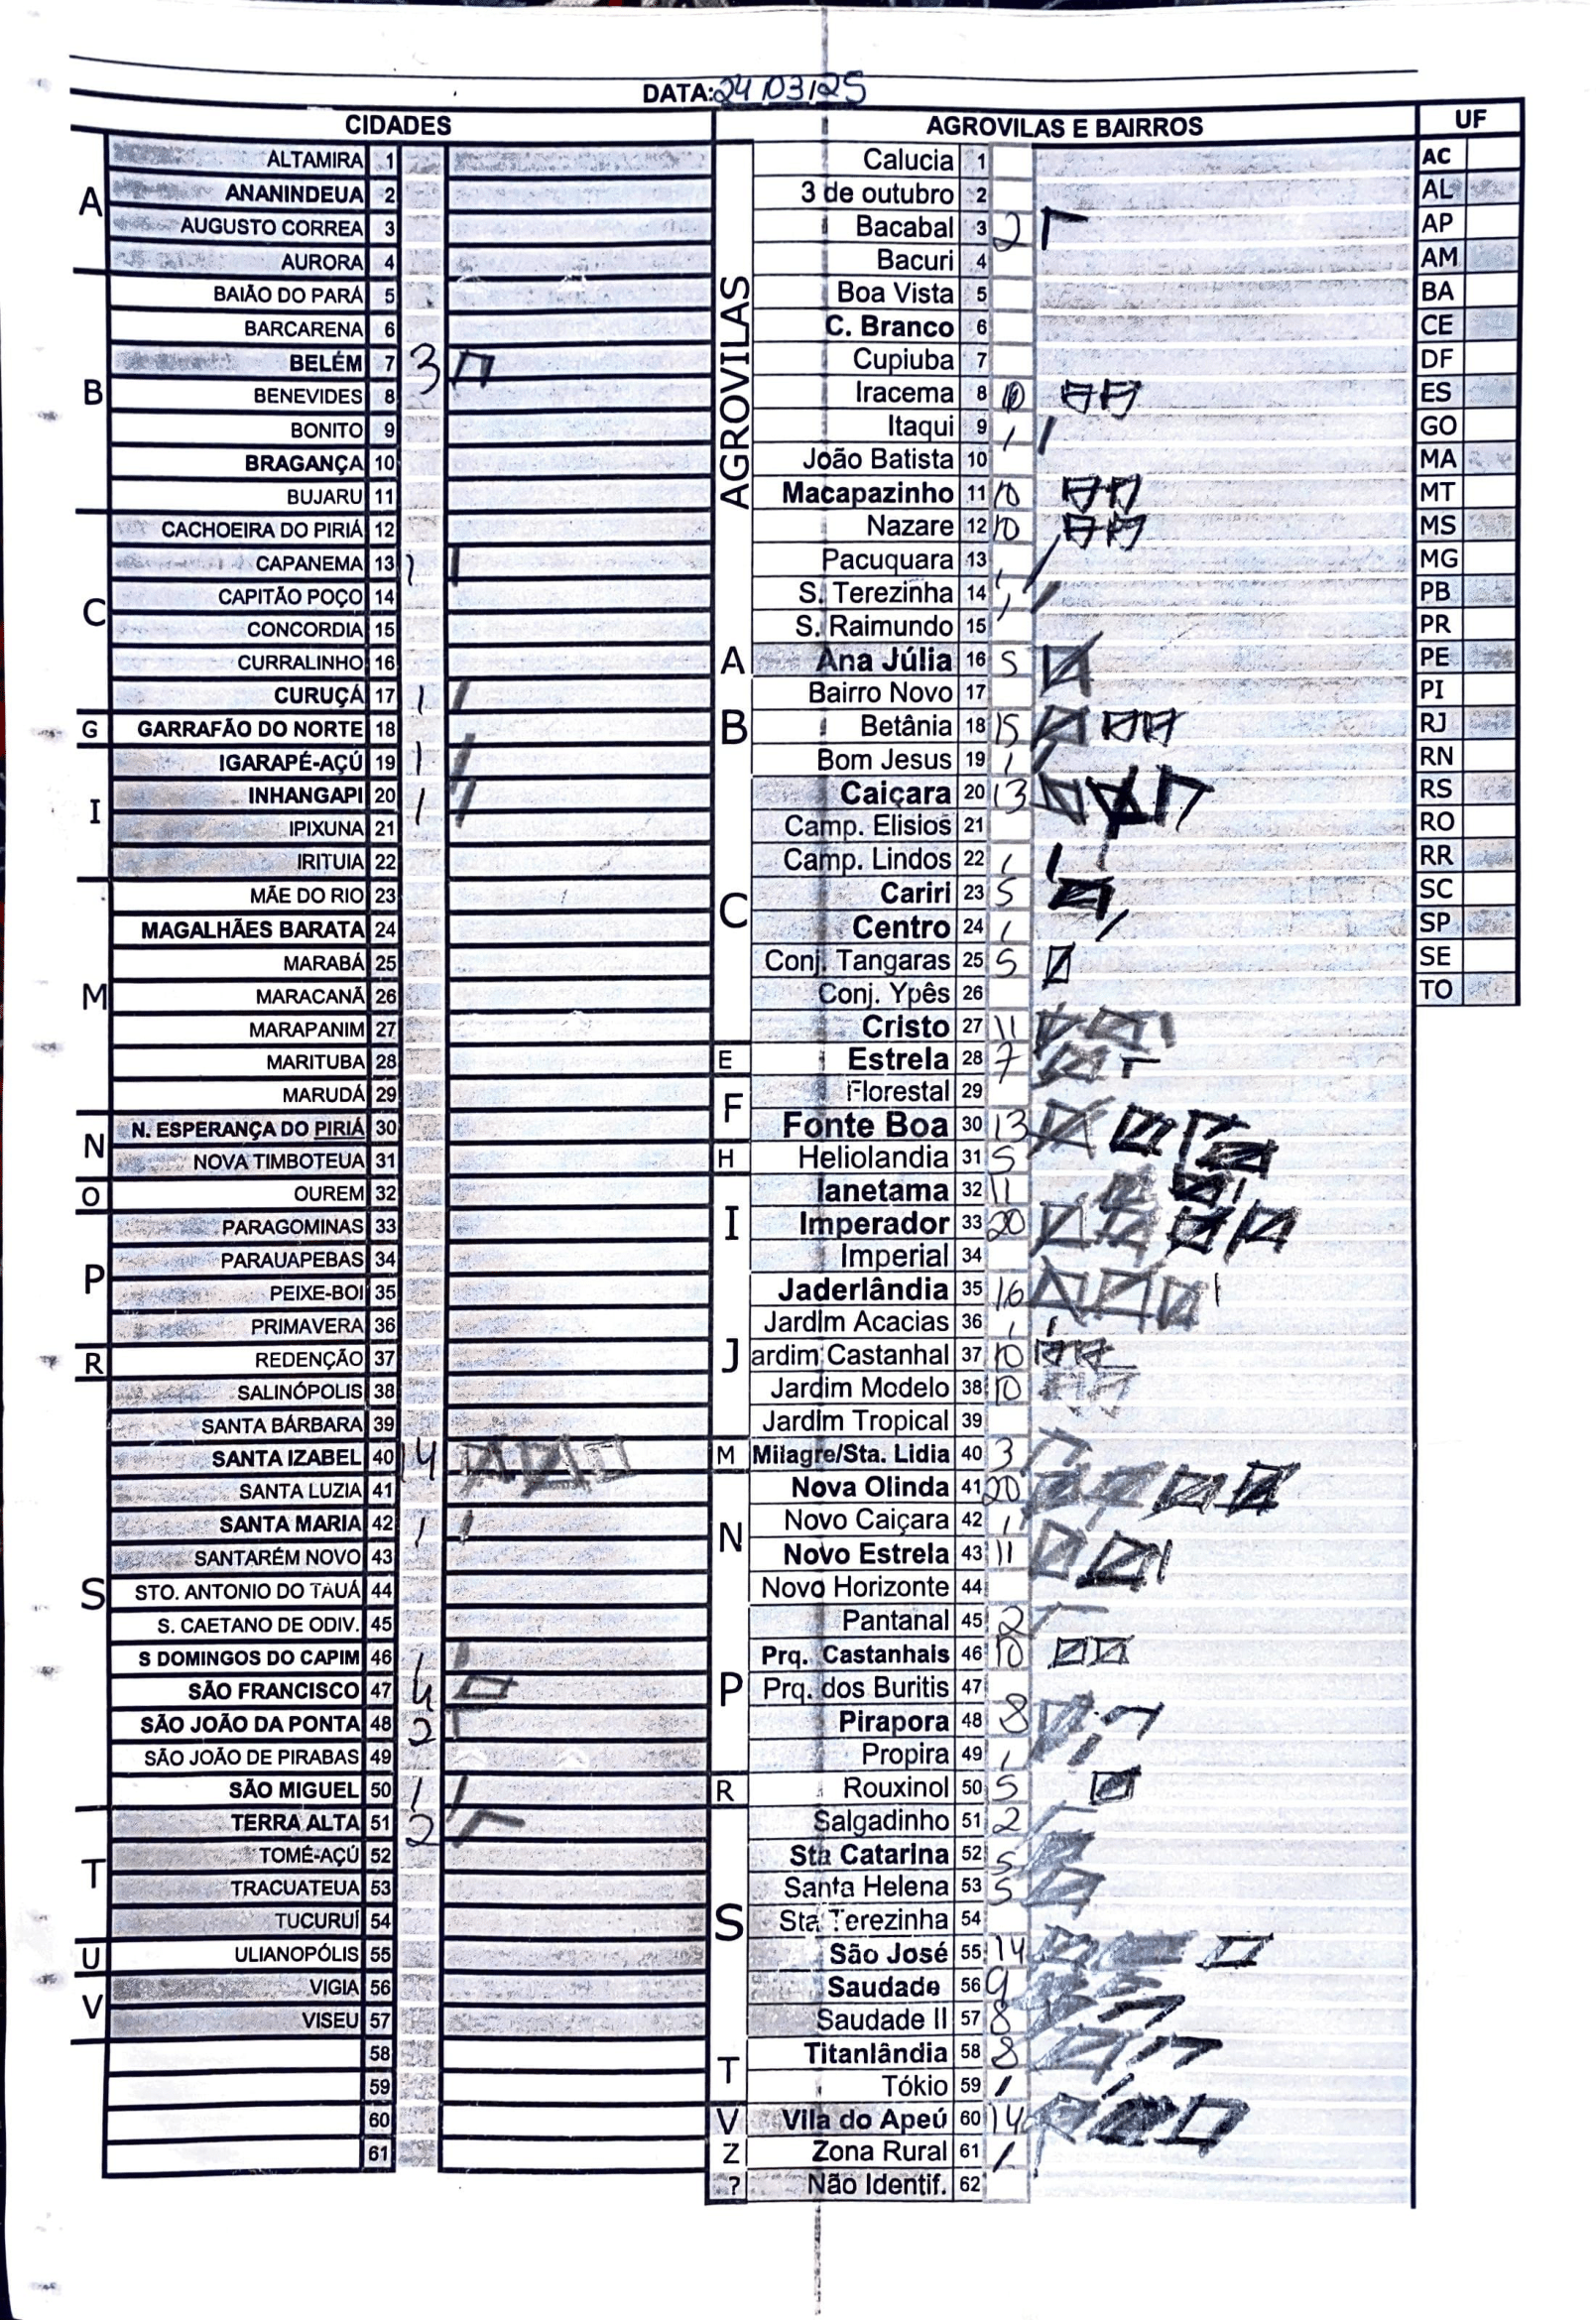 DATA: 24/03/25
CIDADES
A
ALTAMIRA 1
ANANINDEUA 2
AUGUSTO CORREA 3
AURORA 4
B
BAIÃO DO PARÁ 5
BARCARENA 6
BELÉM 7 3
BENEVIDES 8
BONITO 9
BRAGANÇA 10
BUJARU 11
C
CACHOEIRA DO PIRIÁ 12
CAPANEMA 13 1
CAPITÃO POÇO 14
CONCORDIA 15
CURRALINHO 16
CURUÇÁ 17 1
G
GARRAFÃO DO NORTE 18
I
IGARAPÉ-AÇÚ 19 1
INHANGAPI 20 1
IPIXUNA 21
IRITUIA 22
M
MÃE DO RIO 23
MAGALHÃES BARATA 24
MARABÁ 25
MARACANÃ 26
MARAPANIM 27
MARITUBA 28
MARUDÁ 29
N
N. ESPERANÇA DO PIRIÁ 30
NOVA TIMBOTEUA 31
O
OUREM 32
P
PARAGOMINAS 33
PARAUAPEBAS 34
PEIXE-BOI 35
PRIMAVERA 36
R
REDENÇÃO 37
S
SALINÓPOLIS 38
SANTA BÁRBARA 39
SANTA IZABEL 40 14
SANTA LUZIA 41
SANTA MARIA 42 1
SANTARÉM NOVO 43
STO. ANTONIO DO TAUÁ 44
S. CAETANO DE ODIV. 45
S DOMINGOS DO CAPIM 46 1
SÃO FRANCISCO 47 4
SÃO JOÃO DA PONTA 48 2
SÃO JOÃO DE PIRABAS 49
SÃO MIGUEL 50 1
T
TERRA ALTA 51 2
TOMÉ-AÇÚ 52
TRACUATEUA 53
TUCURUÍ 54
U
ULIANOPÓLIS 55
V
VIGIA 56
VISEU 57
58
59
60
61
AGROVILAS E BAIRROS
AGROVILAS
Calucia 1
3 de outubro 2
Bacabal 3 2
Bacuri 4
Boa Vista 5
C. Branco 6
Cupiuba 7
Iracema 8 10
Itaqui 9 1
João Batista 10
Macapazinho 11 10
Nazare 12 10
Pacuquara 13 1
S. Terezinha 14 1
S. Raimundo 15
A
Ana Júlia 16 5
B
Bairro Novo 17
Betânia 18 15
Bom Jesus 19 1
C
Caiçara 20 13
Camp. Elisios 21
Camp. Lindos 22 1
Cariri 23 5
Centro 24 1
Conj. Tangaras 25 5
Conj. Ypês 26
Cristo 27 11
E
Estrela 28 7
F
Florestal 29
Fonte Boa 30 13
H
Heliolandia 31 5
I
Ianetama 32 11
Imperador 33 20
Imperial 34
J
Jaderlândia 35 16
Jardim Acacias 36 1
ardim Castanhal 37 10
Jardim Modelo 38 10
Jardim Tropical 39
M
Milagre/Sta. Lidia 40 3
N
Nova Olinda 41 20
Novo Caiçara 42 1
Novo Estrela 43 11
Novo Horizonte 44
P
Pantanal 45 2
Prq. Castanhais 46 10
Prq. dos Buritis 47
Pirapora 48 8
Propira 49 1
R
Rouxinol 50 5
S
Salgadinho 51 2
Sta Catarina 52 5
Santa Helena 53 5
Sta Terezinha 54
São José 55 14
Saudade 56 9
Saudade II 57 8
T
Titanlândia 58 8
Tókio 59 1
V
Vila do Apeú 60 14
Z
Zona Rural 61 1
?
Não Identif. 62
UF
AC
AL
AP
AM
BA
CE
DF
ES
GO
MA
MT
MS
MG
PB
PR
PE
PI
RJ
RN
RS
RO
RR
SC
SP
SE
TO